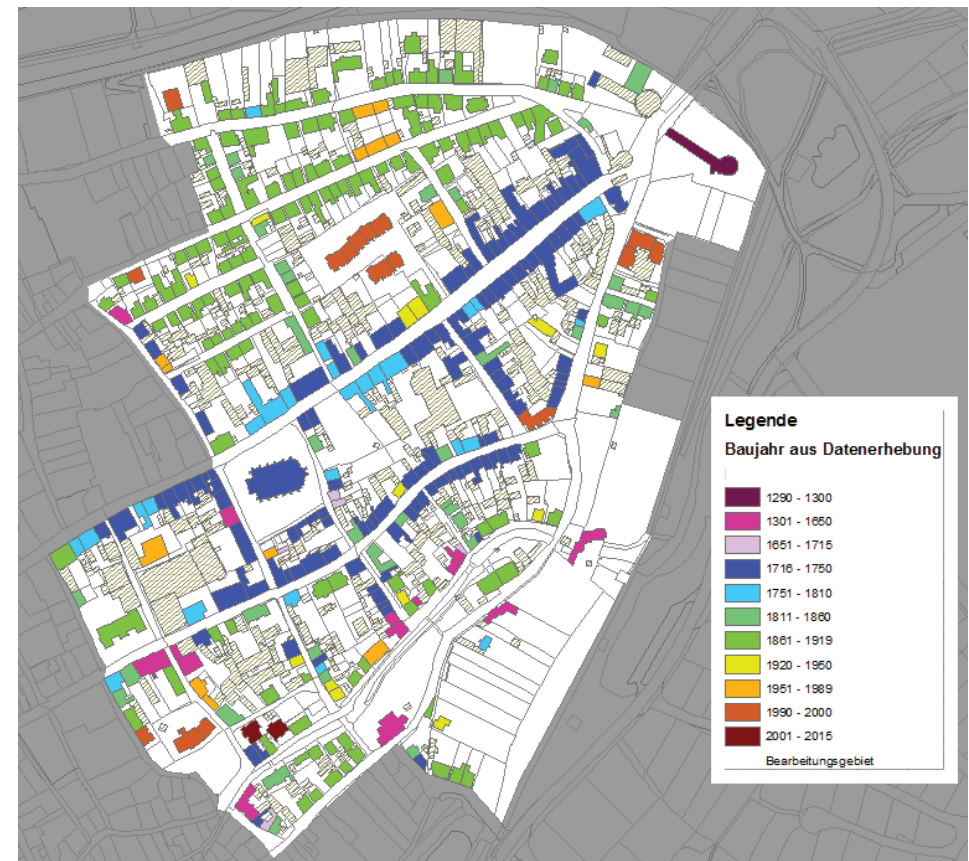 Legende
Baujahr aus Datenerhebung
1290 - 1300
1301 - 1650
1651 - 1715
1716 - 1750
1751 - 1810
1811 - 1860
1861 - 1919
1920 - 1950
1951 - 1989
1990 - 2000
2001 - 2015
Bearbeitungsgebiet